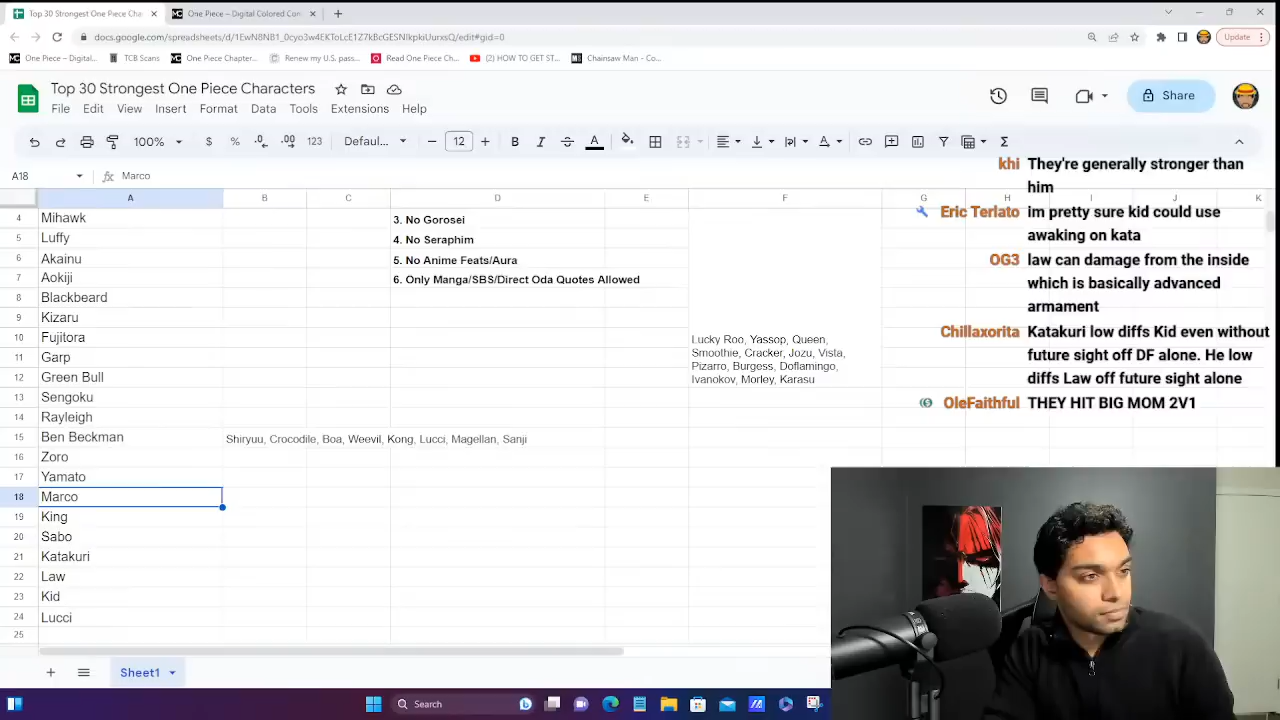 Top 30 Strongest One Piece Cha
One Piece – Digital Colored Con
docs.google.com/spreadsheets/d/1EwN8NB1_0cyo3w4EKToLcE1Z7kBcGESNlkpkiUurxsQ/edit#gid=0
Update
One Piece – Digital...
TCB Scans
One Piece Chapter...
Renew my U.S. pass...
Read One Piece Ch...
(2) HOW TO GET ST...
Chainsaw Man - Co...
Top 30 Strongest One Piece Characters
File Edit View Insert Format Data Tools Extensions Help
Share
100% $ % .0 .00 123 Defaul... 12 B I A
A18 fx Marco
A B C D E F G H I J K
4 Mihawk 3. No Gorosei
5 Luffy 4. No Seraphim
6 Akainu 5. No Anime Feats/Aura
7 Aokiji 6. Only Manga/SBS/Direct Oda Quotes Allowed
8 Blackbeard
9 Kizaru
10 Fujitora
11 Garp
12 Green Bull
13 Sengoku
14 Rayleigh
15 Ben Beckman Shiryuu, Crocodile, Boa, Weevil, Kong, Lucci, Magellan, Sanji
16 Zoro
17 Yamato
18 Marco
19 King
20 Sabo
21 Katakuri
22 Law
23 Kid
24 Lucci
25
Lucky Roo, Yassop, Queen,
Smoothie, Cracker, Jozu, Vista,
Pizarro, Burgess, Doflamingo,
Ivanokov, Morley, Karasu
khi They're generally stronger than
him
Eric Terlato im pretty sure kid could use
awaking on kata
OG3 law can damage from the inside
which is basically advanced
armament
Chillaxorita Katakuri low diffs Kid even without
future sight off DF alone. He low
diffs Law off future sight alone
OleFaithful THEY HIT BIG MOM 2V1
Sheet1
Search